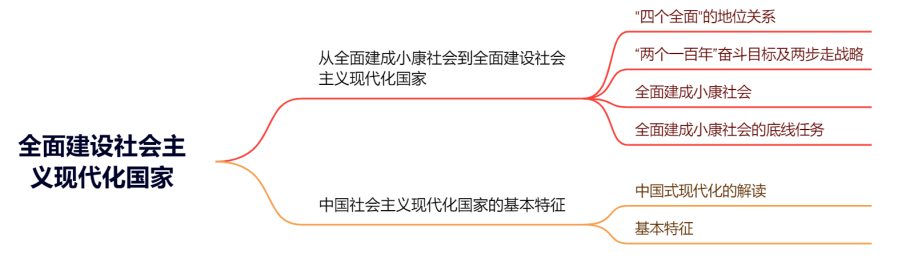 全面建设社会主
义现代化国家
从全面建成小康社会到全面建设社会
主义现代化国家
"四个全面"的地位关系
“两个一百年”奋斗目标及两步走战略
全面建成小康社会
全面建成小康社会的底线任务
中国社会主义现代化国家的基本特征
中国式现代化的解读
基本特征